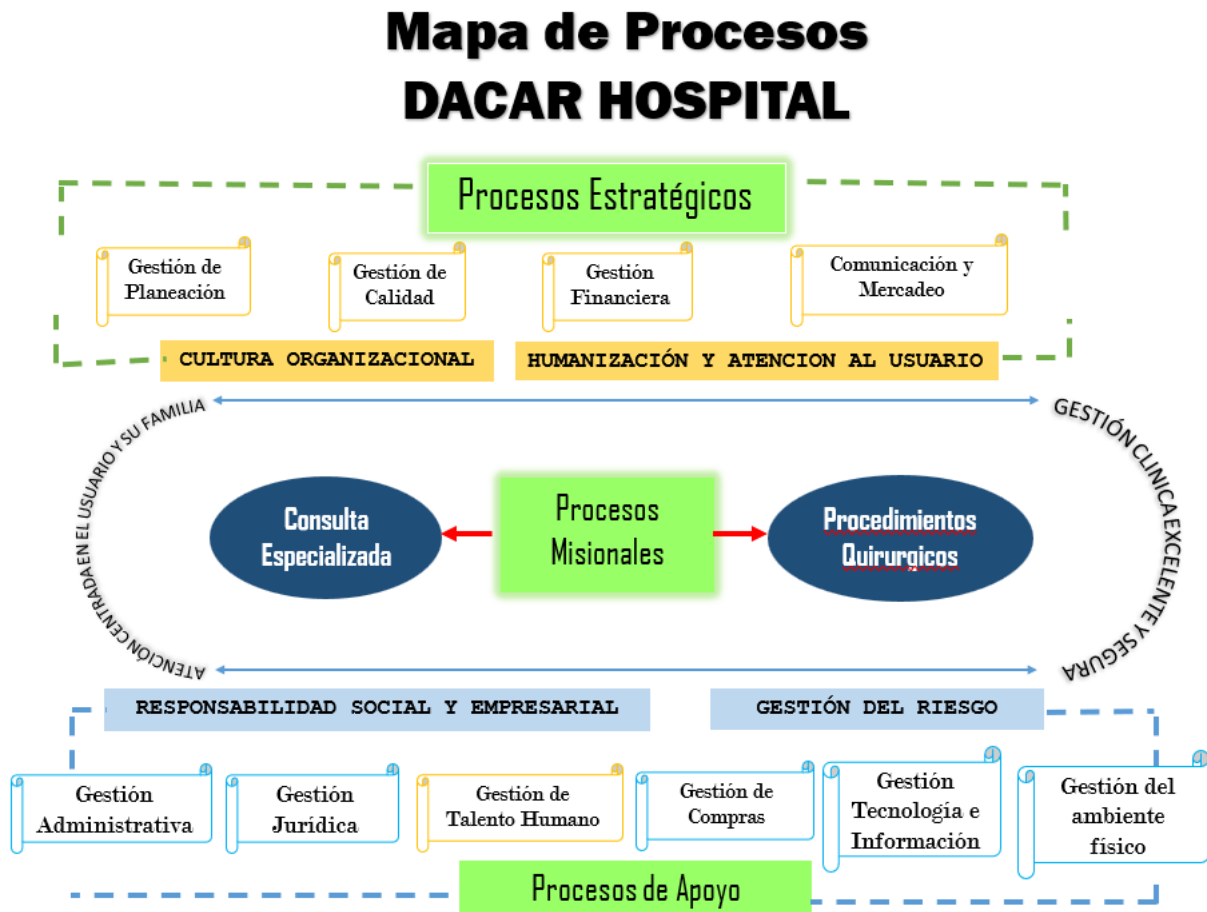 Mapa de Procesos
DACAR HOSPITAL
Procesos Estratégicos
Gestión de
Planeación
Gestión de
Calidad
Gestión
Financiera
Comunicación y
Mercadeo
CULTURA ORGANIZACIONAL
HUMANIZACIÓN Y ATENCION AL USUARIO
ATENCIÓN CENTRADA EN EL USUARIO Y SU FAMILIA
GESTIÓN CLINICA EXCELENTE Y SEGURA
Consulta
Especializada
Procesos
Misionales
Procedimientos
Quirurgicos
RESPONSABILIDAD SOCIAL Y EMPRESARIAL
GESTIÓN DEL RIESGO
Gestión
Administrativa
Gestión
Jurídica
Gestión de
Talento Humano
Gestión de
Compras
Gestión
Tecnología e
Información
Gestión del
ambiente
físico
Procesos de Apoyo